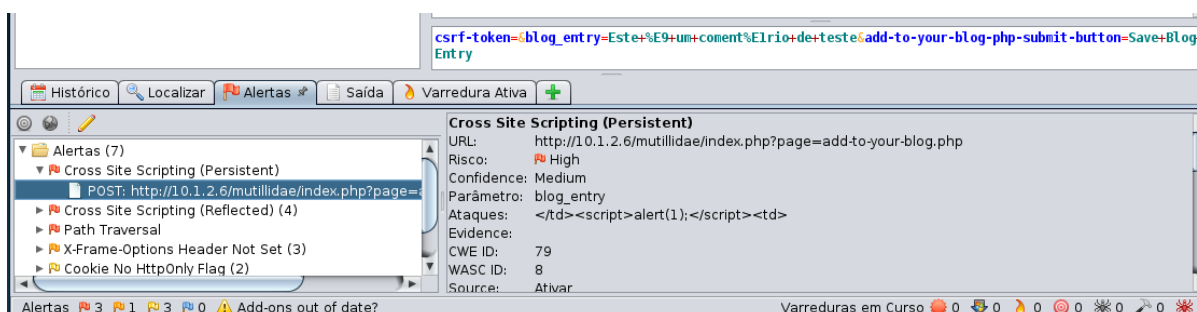 csrf-token=&blog_entry=Este+%E9+um+coment%E1rio+de+teste&add-to-your-blog-php-submit-button=Save+Blog+
Entry
Histórico Localizar Alertas Saída Varredura Ativa
Alertas (7)
Cross Site Scripting (Persistent)
POST: http://10.1.2.6/mutillidae/index.php?page=a
Cross Site Scripting (Reflected) (4)
Path Traversal
X-Frame-Options Header Not Set (3)
Cookie No HttpOnly Flag (2)
Cross Site Scripting (Persistent)
URL: http://10.1.2.6/mutillidae/index.php?page=add-to-your-blog.php
Risco: High
Confidence: Medium
Parâmetro: blog_entry
Ataques: </td><script>alert(1);</script><td>
Evidence:
CWE ID: 79
WASC ID: 8
Source: Ativar
Alertas 3 1 3 0 Add-ons out of date? Varreduras em Curso 0 0 0 0 0 0